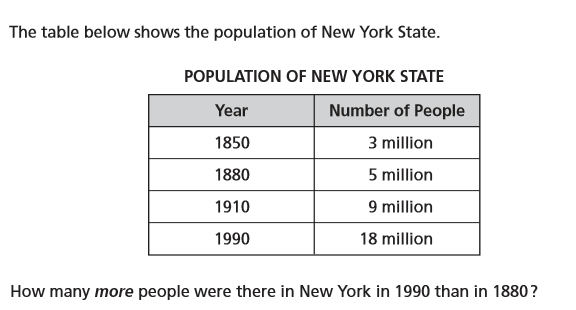 The table below shows the population of New York State.
POPULATION OF NEW YORK STATE
Year Number of People
1850 3 million
1880 5 million
1910 9 million
1990 18 million
How many more people were there in New York in 1990 than in 1880?